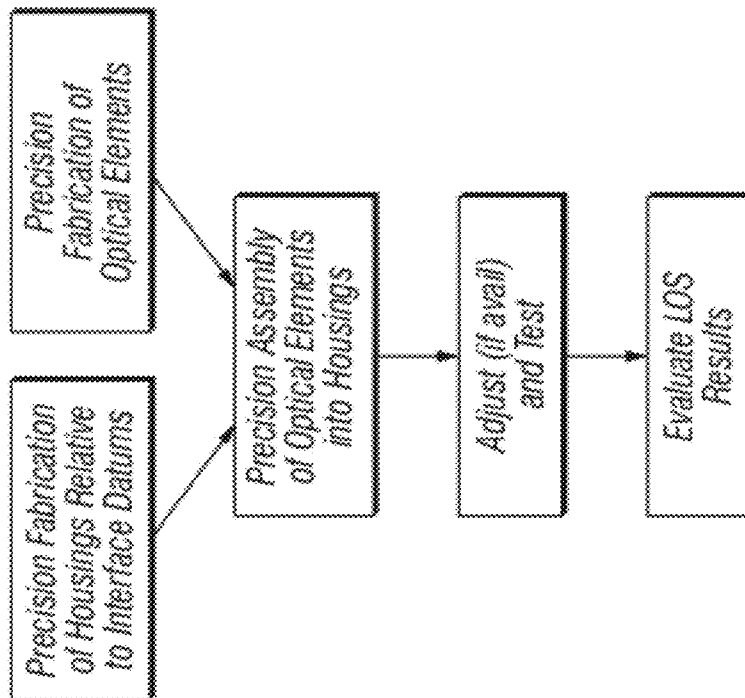 Precision Fabrication
of Housings Relative
to Interface Datums
Precision
Fabrication of
Optical Elements
Precision Assembly
of Optical Elements
into Housings
Adjust (if avail)
and Test
Evaluate LOS
Results